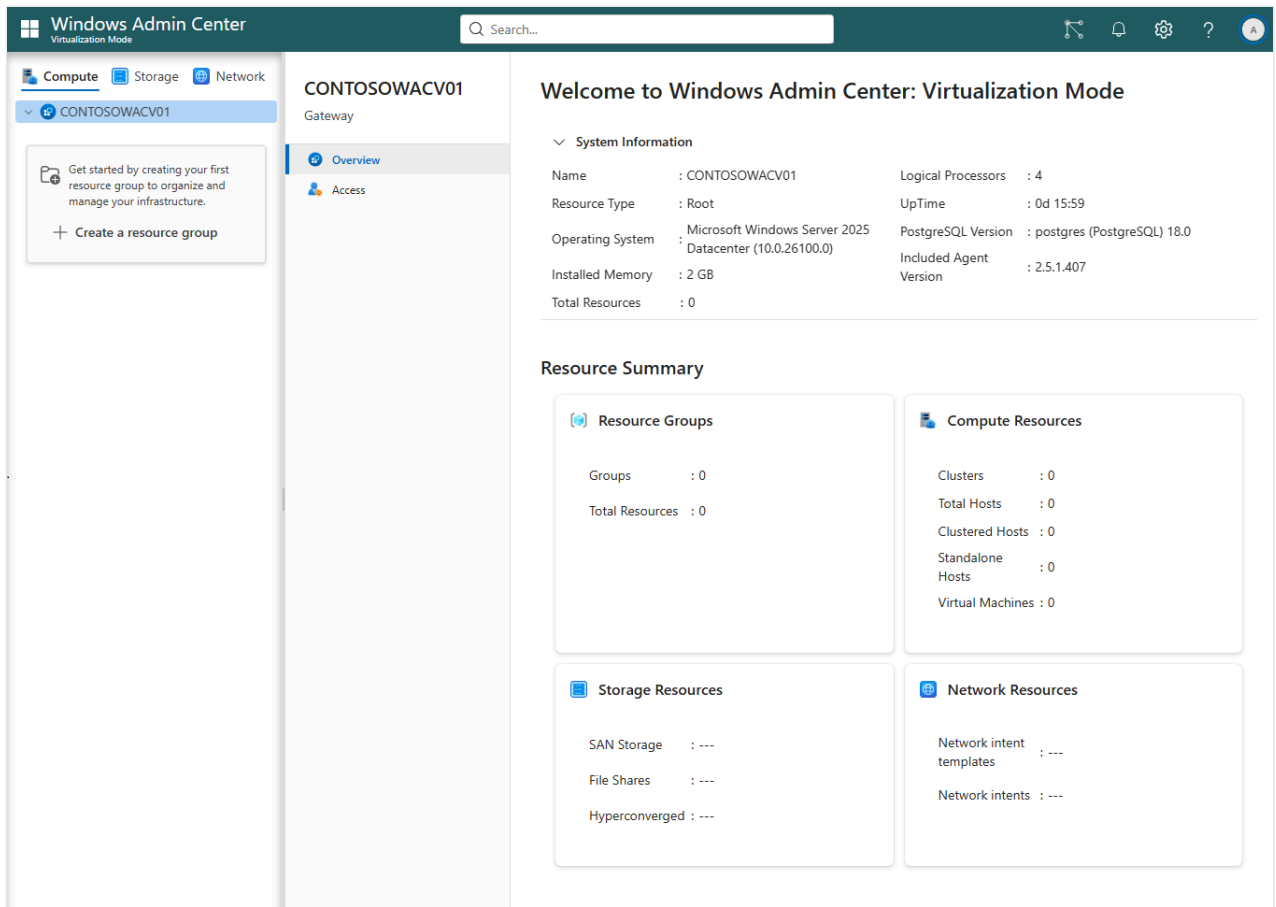 Windows Admin Center
Virtualization Mode
Search...
A
Compute Storage Network
CONTOSOWACV01
Get started by creating your first
resource group to organize and
manage your infrastructure.
Create a resource group
CONTOSOWACV01
Gateway
Overview
Access
Welcome to Windows Admin Center: Virtualization Mode
System Information
Name : CONTOSOWACV01
Resource Type : Root
Operating System : Microsoft Windows Server 2025
Datacenter (10.0.26100.0)
Installed Memory : 2 GB
Total Resources : 0
Logical Processors : 4
UpTime : 0d 15:59
PostgreSQL Version : postgres (PostgreSQL) 18.0
Included Agent
Version : 2.5.1.407
Resource Summary
Resource Groups
Groups : 0
Total Resources : 0
Compute Resources
Clusters : 0
Total Hosts : 0
Clustered Hosts : 0
Standalone
Hosts : 0
Virtual Machines : 0
Storage Resources
SAN Storage : ---
File Shares : ---
Hyperconverged : ---
Network Resources
Network intent
templates : ---
Network intents : ---